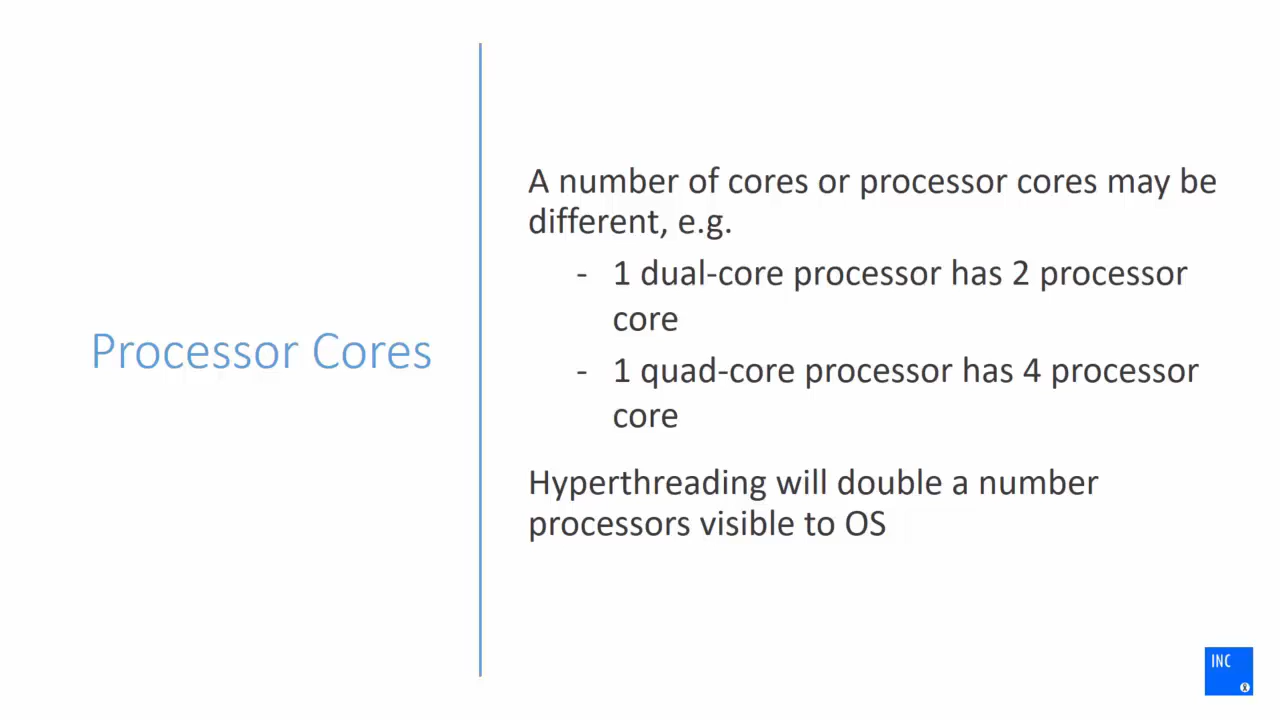 Processor Cores
A number of cores or processor cores may be
different, e.g.
- 1 dual-core processor has 2 processor
core
- 1 quad-core processor has 4 processor
core
Hyperthreading will double a number
processors visible to OS
INC